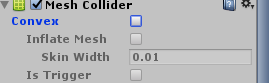 Mesh Collider
Convex
Inflate Mesh
Skin Width 0.01
Is Trigger